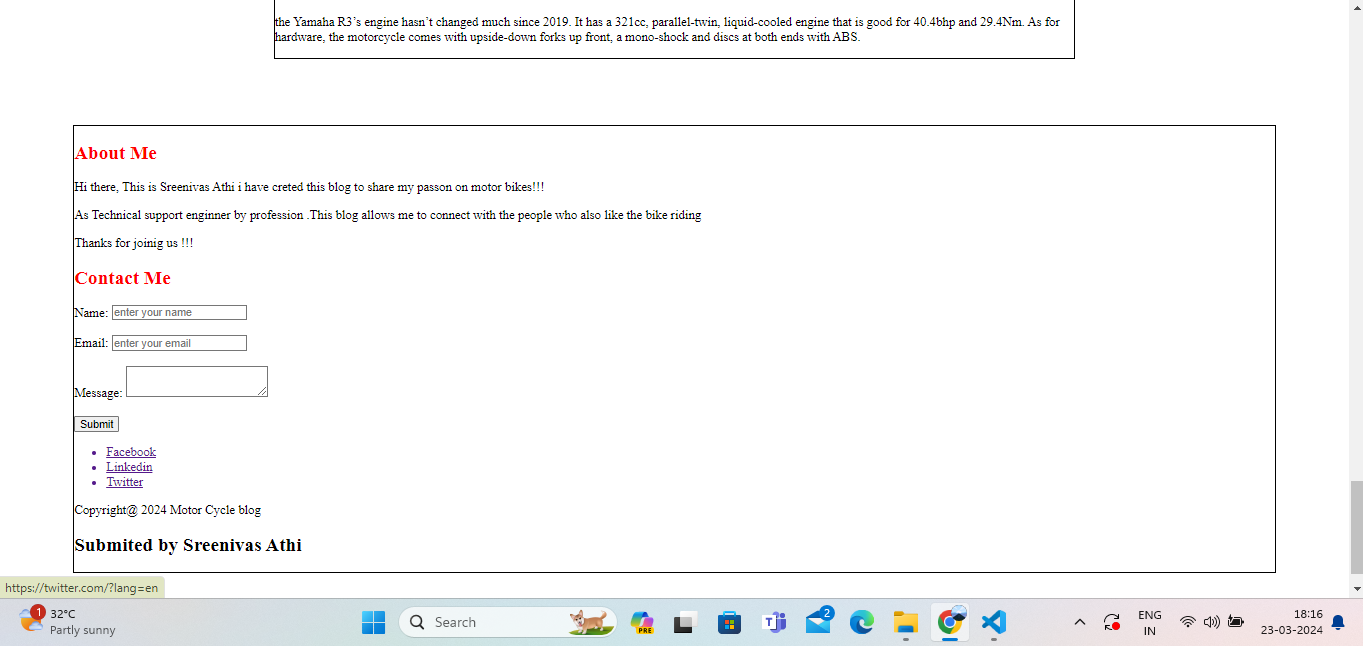 the Yamaha R3’s engine hasn’t changed much since 2019. It has a 321cc, parallel-twin, liquid-cooled engine that is good for 40.4bhp and 29.4Nm. As for
hardware, the motorcycle comes with upside-down forks up front, a mono-shock and discs at both ends with ABS.
About Me
Hi there, This is Sreenivas Athi i have creted this blog to share my passon on motor bikes!!!
As Technical support enginner by profession .This blog allows me to connect with the people who also like the bike riding
Thanks for joinig us !!!
Contact Me
Name: enter your name
Email: enter your email
Message:
Submit
Facebook
Linkedin
Twitter
Copyright@ 2024 Motor Cycle blog
Submited by Sreenivas Athi
https://twitter.com/?lang=en
1 32°C
Partly sunny
Search
PRE
T
2
ENG
IN
18:16
23-03-2024